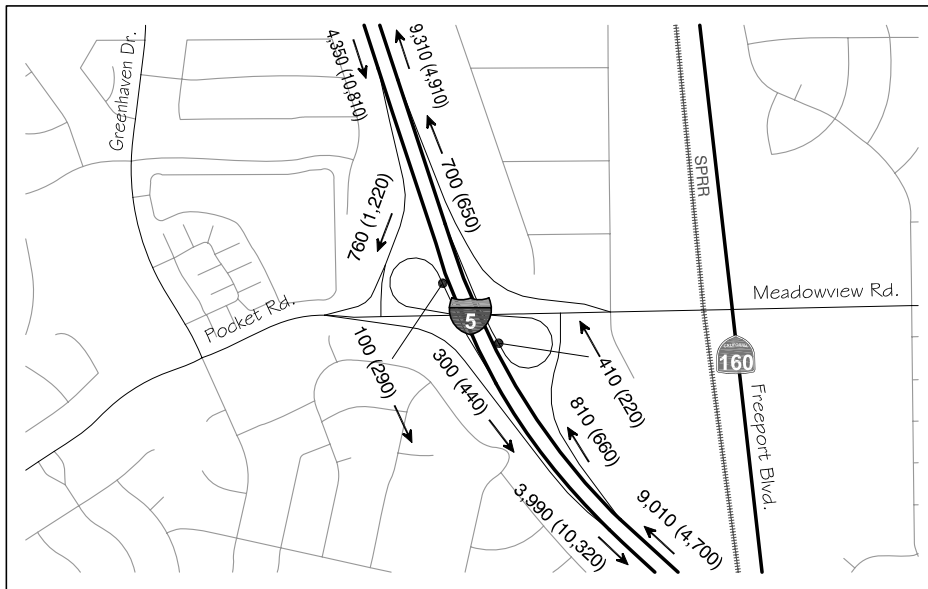 Greenhaven Dr.
4,350 (10,810)
9,310 (4,910)
700 (650)
760 (1,220)
SPRR
Meadowview Rd.
Pocket Rd.
5
100
(290)
300
(440)
410
(220)
810
(660)
CALIFORNIA
160
Freeport Blvd.
3,990 (10,320)
9,010 (4,700)